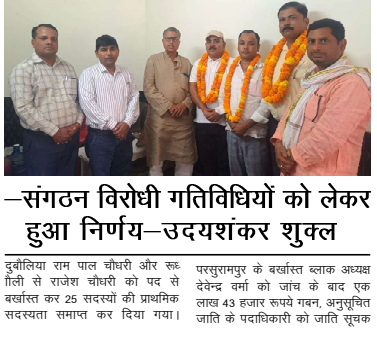 –संगठन विरोधी गतिविधियों को लेकर
हुआ निर्णय–उदयशंकर शुक्ल
दुबौलिया राम पाल चौधरी और रूध
ाैली से राजेश चौधरी को पद से
बर्खास्त कर 25 सदस्यों की प्राथमिक
सदस्यता समाप्त कर दिया गया।
परसुरामपुर के बर्खास्त ब्लाक अध्यक्ष
देवेन्द्र वर्मा को जांच के बाद एक
लाख 43 हजार रूपये गबन, अनुसूचित
जाति के पदाधिकारी को जाति सूचक